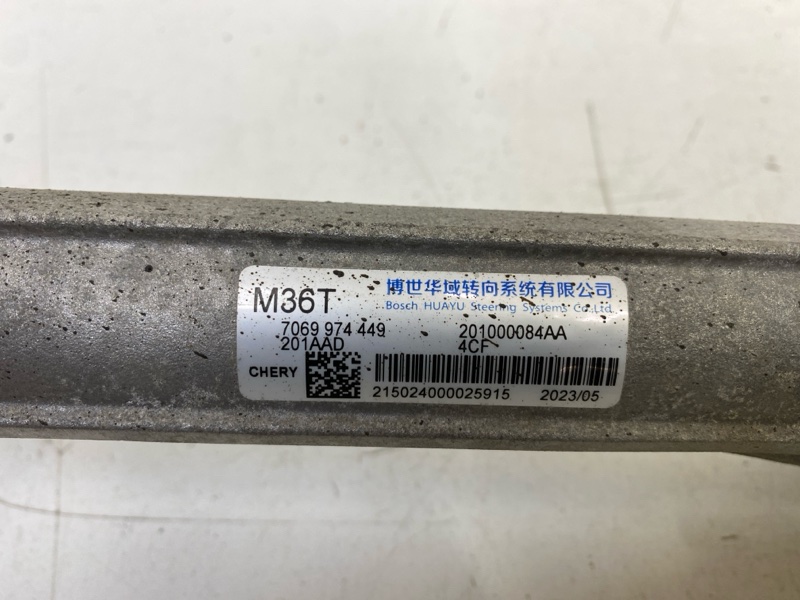 M36T
博世华域转向系统有限公司
Bosch HUAYU Steering Systems Co.,Ltd.
7069 974 449 201000084AA
201AAD 4CF
CHERY
215024000025915 2023/05